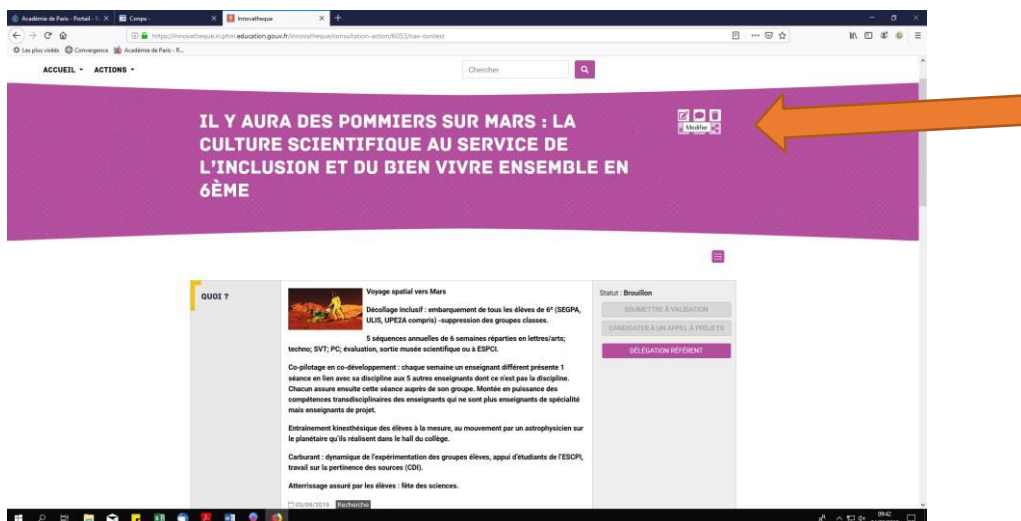 Académie de Paris - Portail - R
Compa -
Innovatheque
https://innovatheque.in.phm.education.gouv.fr/innovatheque/consultation-action/6053/nav-context
Les plus visités Convergence Académie de Paris - R...
ACCUEIL ACTIONS
Chercher
IL Y AURA DES POMMIERS SUR MARS : LA
CULTURE SCIENTIFIQUE AU SERVICE DE
L'INCLUSION ET DU BIEN VIVRE ENSEMBLE EN
6ÈME
Modifier
QUOI ?
Voyage spatial vers Mars
Décollage inclusif : embarquement de tous les élèves de 6e (SEGPA,
ULIS, UPE2A compris) -suppression des groupes classes.
5 séquences annuelles de 6 semaines réparties en lettres/arts;
techno; SVT; PC; évaluation, sortie musée scientifique ou à ESPCI.
Co-pilotage en co-développement : chaque semaine un enseignant différent présente 1
séance en lien avec sa discipline aux 5 autres enseignants dont ce n'est pas la discipline.
Chacun assure ensuite cette séance auprès de son groupe. Montée en puissance des
compétences transdisciplinaires des enseignants qui ne sont plus enseignants de spécialité
mais enseignants de projet.
Entrainement kinesthésique des élèves à la mesure, au mouvement par un astrophysicien sur
le planétaire qu'ils réalisent dans le hall du collège.
Carburant : dynamique de l'expérimentation des groupes élèves, appui d'étudiants de l'ESCPI,
travail sur la pertinence des sources (CDI).
Atterrissage assuré par les élèves : fête des sciences.
03/09/2019 Recherche
Statut : Brouillon
SOUMETTRE À VALIDATION
CANDIDATER À UN APPEL À PROJETS
DÉLÉGATION RÉFÉRENT
09:42